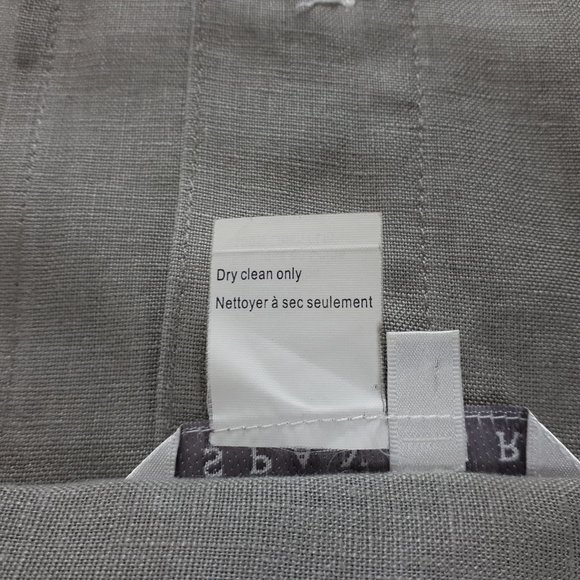 Dry clean only
Nettoyer à sec seulement